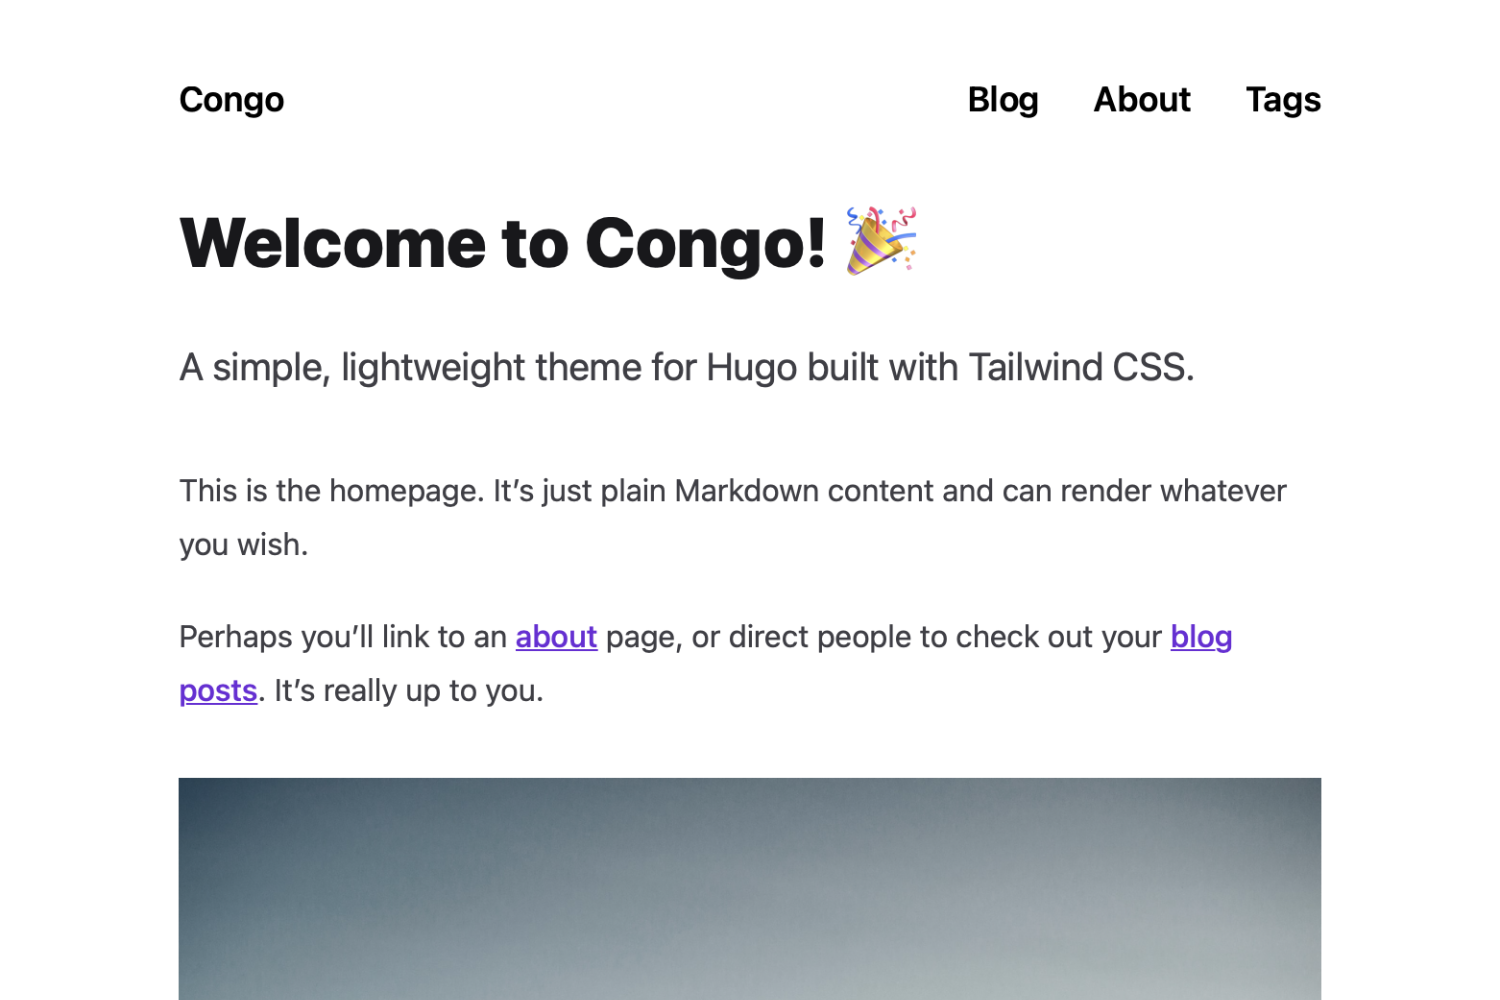 Congo
Blog About Tags
Welcome to Congo! 🎉
A simple, lightweight theme for Hugo built with Tailwind CSS.
This is the homepage. It’s just plain Markdown content and can render whatever
you wish.
Perhaps you’ll link to an about page, or direct people to check out your blog
posts. It’s really up to you.